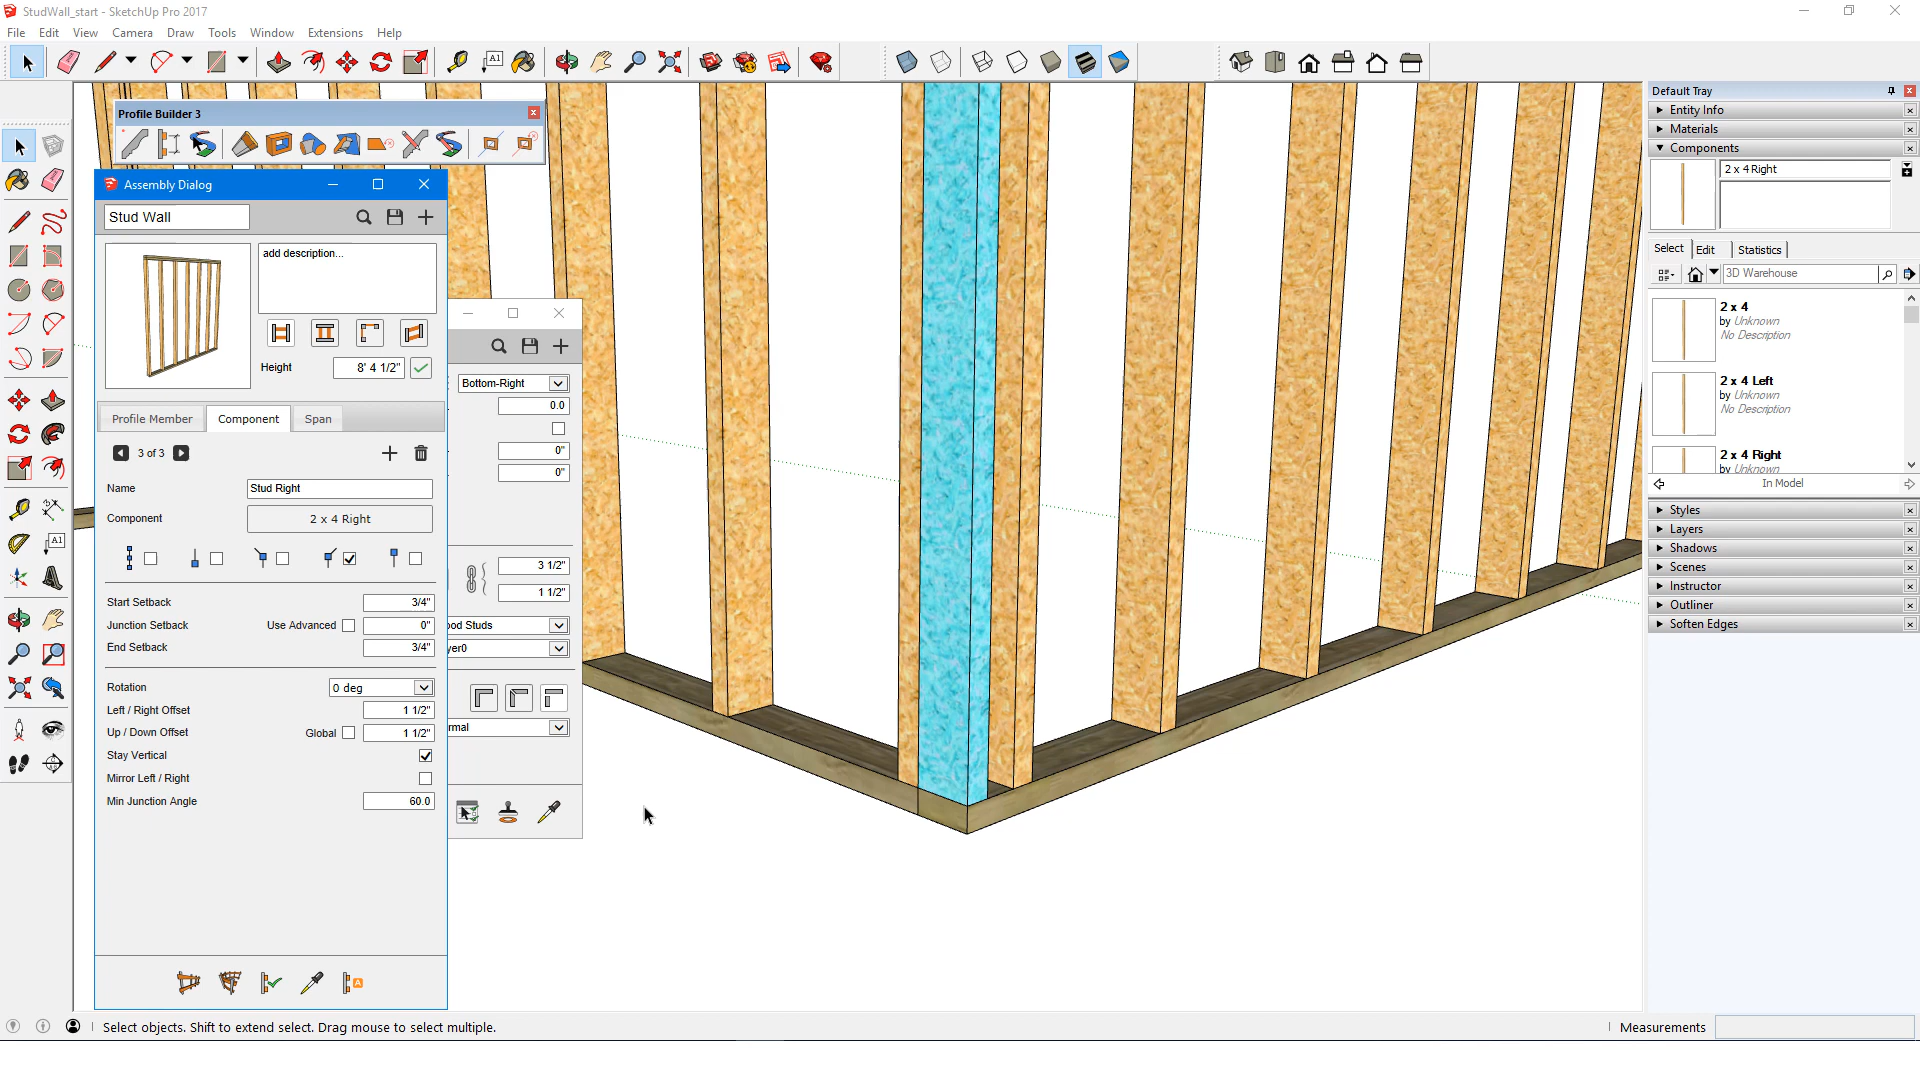 StudWall_start - SketchUp Pro 2017
File Edit View Camera Draw Tools Window Extensions Help
A1
Profile Builder 3
Assembly Dialog
Stud Wall
add description...
Height 8' 4 1/2"
Profile Member Component Span
3 of 3
Name Stud Right
Component 2 x 4 Right
Start Setback 3/4"
Junction Setback Use Advanced 0"
End Setback 3/4"
Rotation 0 deg
Left / Right Offset 1 1/2"
Up / Down Offset Global 1 1/2"
Stay Vertical
Mirror Left / Right
Min Junction Angle 60.0
A
Bottom-Right
0.0
0"
0"
3 1/2"
1 1/2"
ood Studs
yer0
rmal
A1
Default Tray
Entity Info
Materials
Components
2 x 4 Right
Select Edit Statistics
3D Warehouse
2 x 4
by Unknown
No Description
2 x 4 Left
by Unknown
No Description
2 x 4 Right
by Unknown
In Model
Styles
Layers
Shadows
Scenes
Instructor
Outliner
Soften Edges
Select objects. Shift to extend select. Drag mouse to select multiple.
Measurements